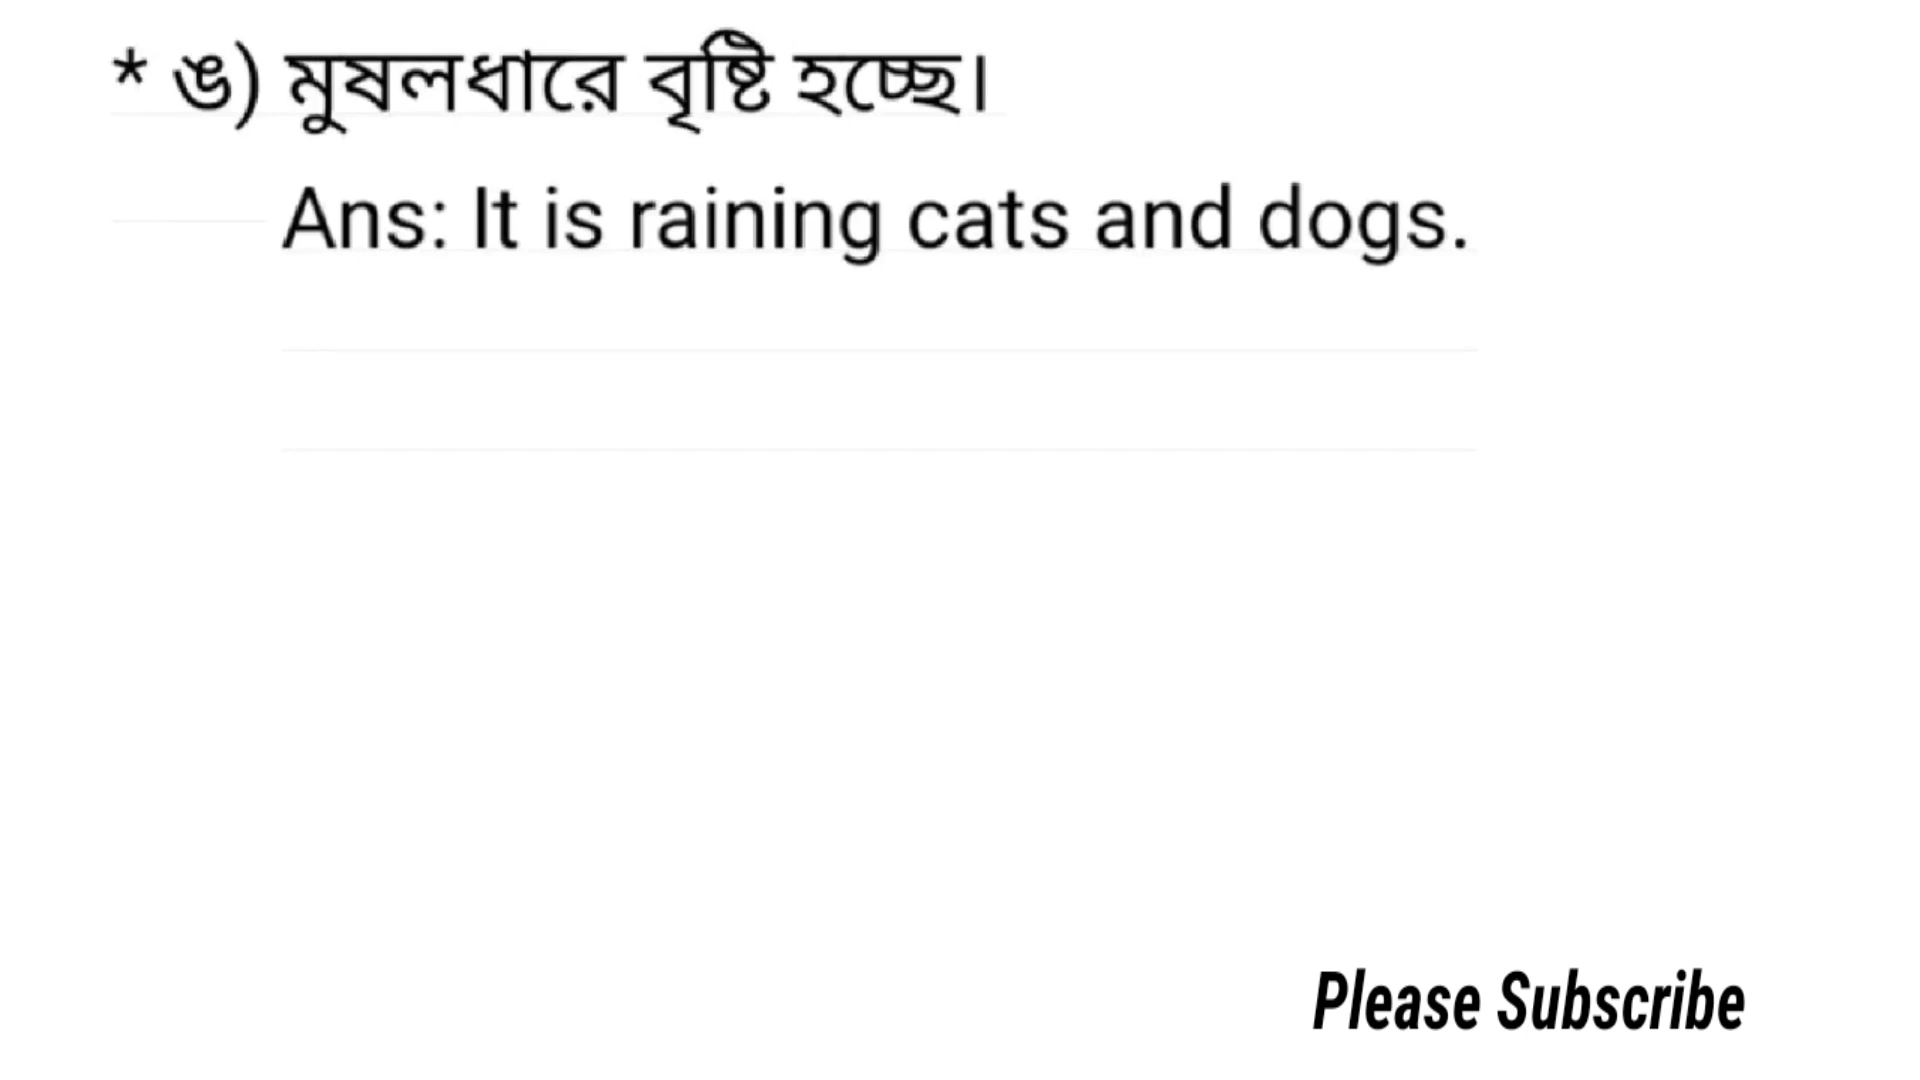 * ঙ) মুষলধারে বৃষ্টি হচ্ছে।
Ans: It is raining cats and dogs.
Please Subscribe